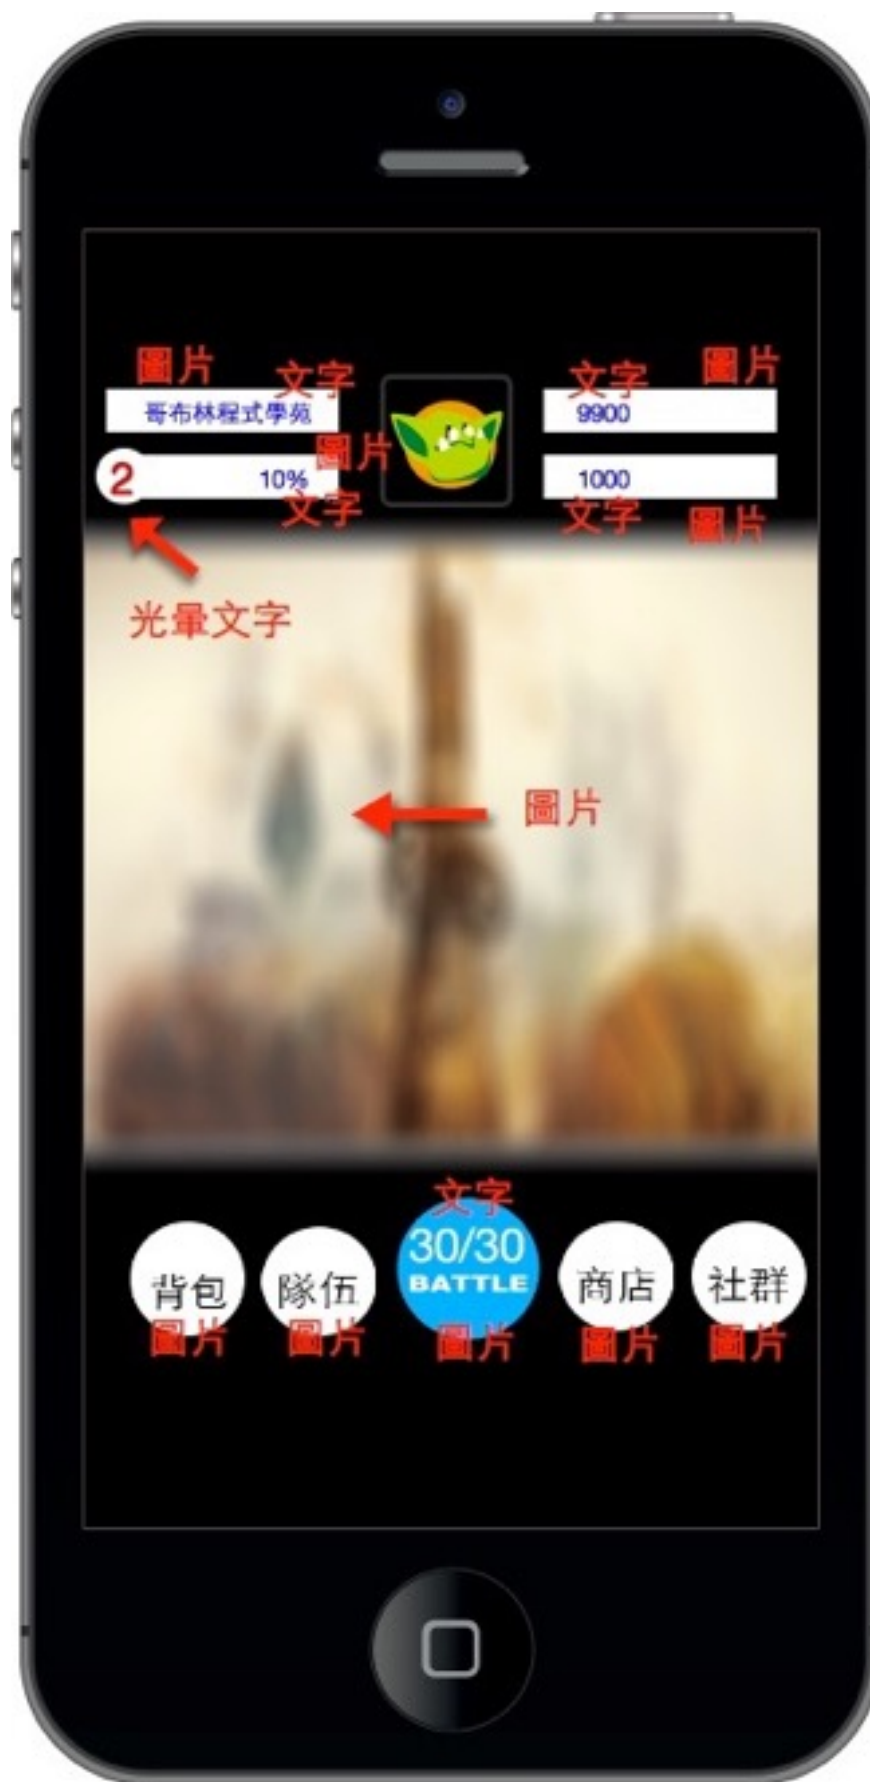 圖片
文字
文字
圖片
哥布林程式學苑
9900
圖片
2
10%
1000
文字
文字
圖片
光暈文字
圖片
文字
30/30
BATTLE
背包
隊伍
商店
社群
圖片
圖片
圖片
圖片
圖片